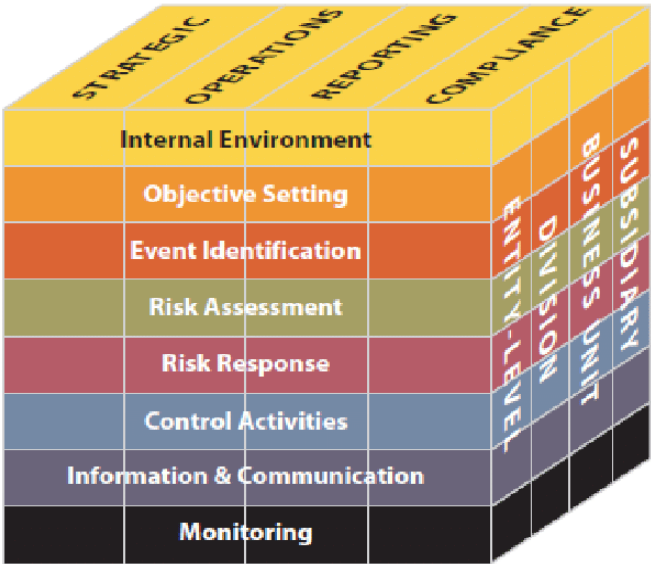 STRATEGIC
OPERATIONS
REPORTING
COMPLIANCE
Internal Environment
Objective Setting
Event Identification
Risk Assessment
Risk Response
Control Activities
Information & Communication
Monitoring
ENTITY-LEVEL
DIVISION
BUSINESS UNIT
SUBSIDIARY